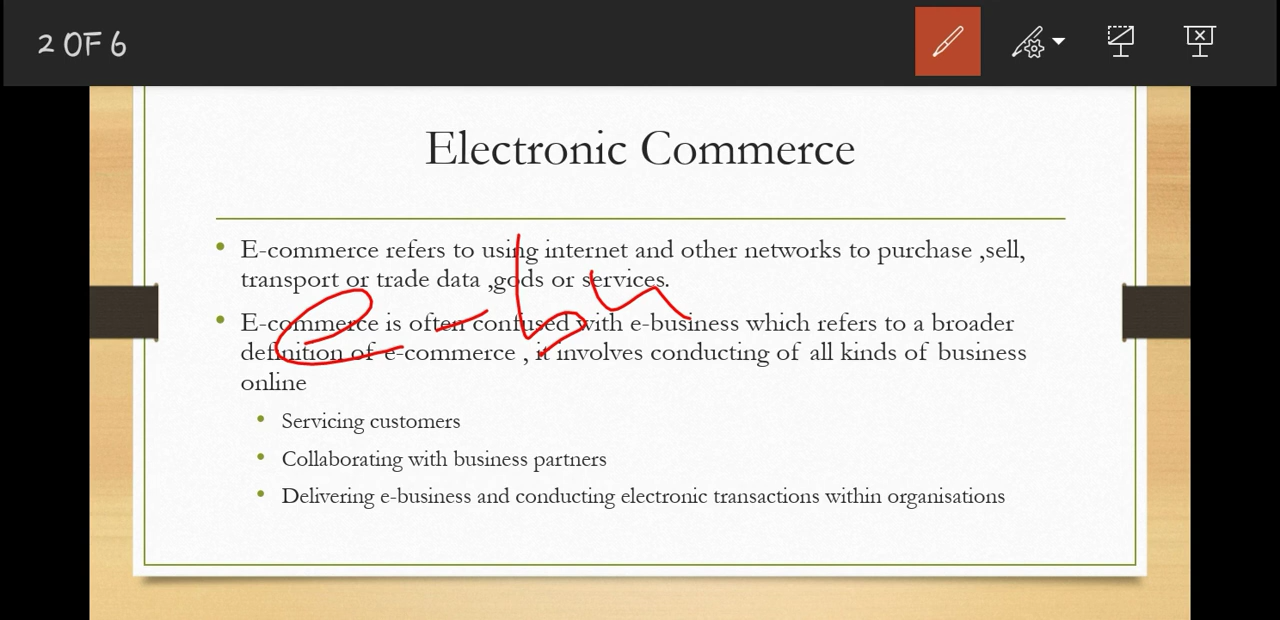 2 OF 6
Electronic Commerce
• E-commerce refers to using internet and other networks to purchase ,sell,
transport or trade data ,gods or services.
• E-commerce is often confused with e-business which refers to a broader
definition of e-commerce , it involves conducting of all kinds of business
online
• Servicing customers
• Collaborating with business partners
• Delivering e-business and conducting electronic transactions within organisations
e-bu